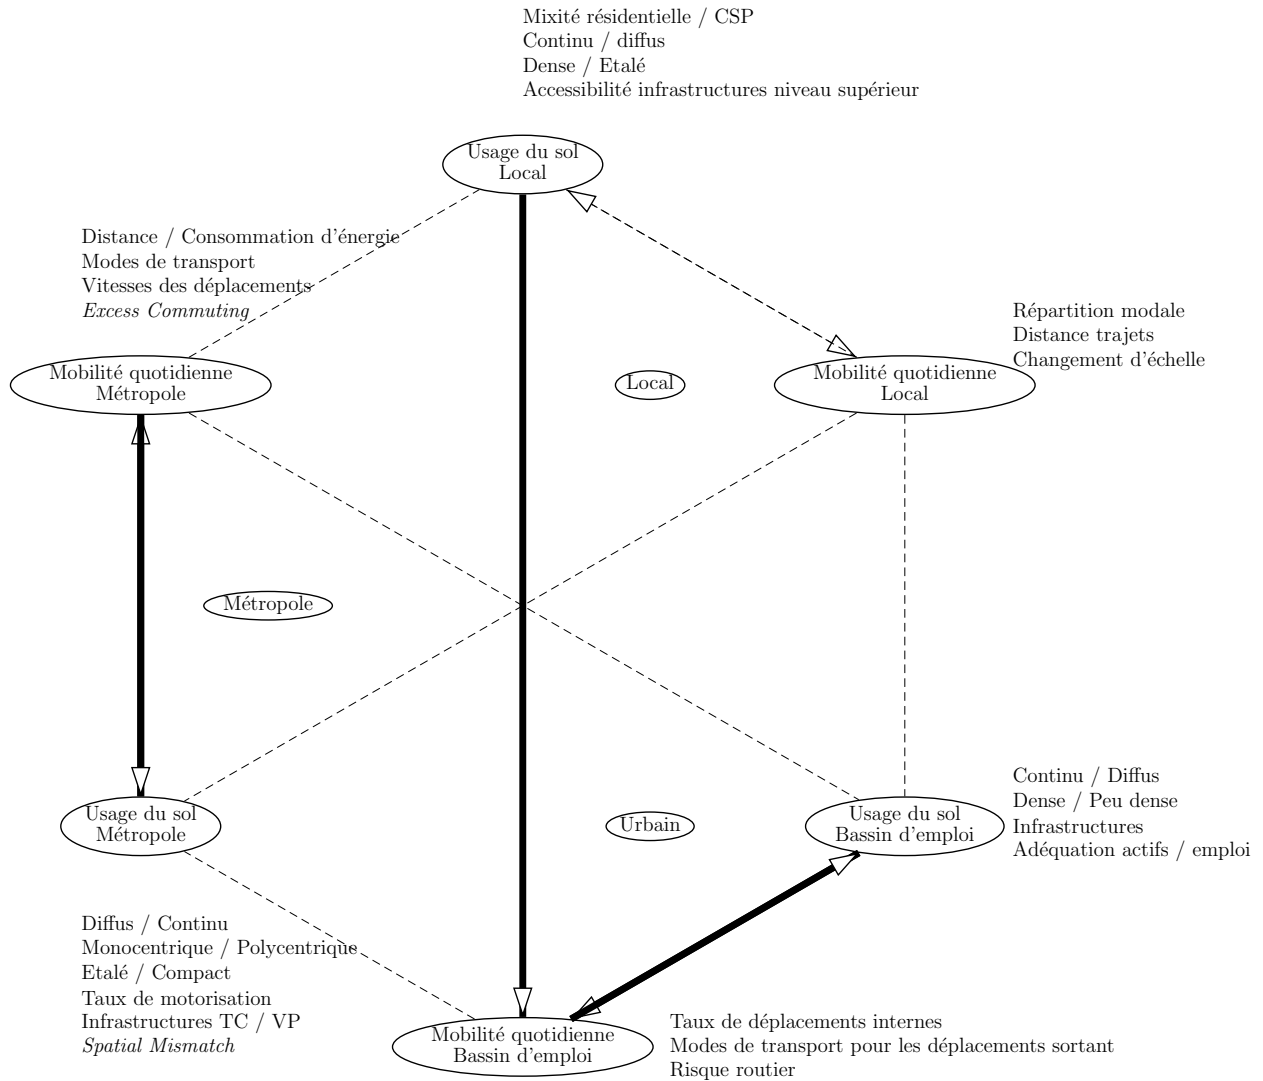 Mixité résidentielle / CSP
Continu / diffus
Dense / Etalé
Accessibilité infrastructures niveau supérieur
Usage du sol
Local
Distance / Consommation d'énergie
Modes de transport
Vitesses des déplacements
Excess Commuting
Répartition modale
Distance trajets
Changement d'échelle
Mobilité quotidienne
Métropole
Local
Mobilité quotidienne
Local
Métropole
Continu / Diffus
Dense / Peu dense
Infrastructures
Adéquation actifs / emploi
Usage du sol
Métropole
Urbain
Usage du sol
Bassin d'emploi
Diffus / Continu
Monocentrique / Polycentrique
Etalé / Compact
Taux de motorisation
Infrastructures TC / VP
Spatial Mismatch
Mobilité quotidienne
Bassin d'emploi
Taux de déplacements internes
Modes de transport pour les déplacements sortant
Risque routier